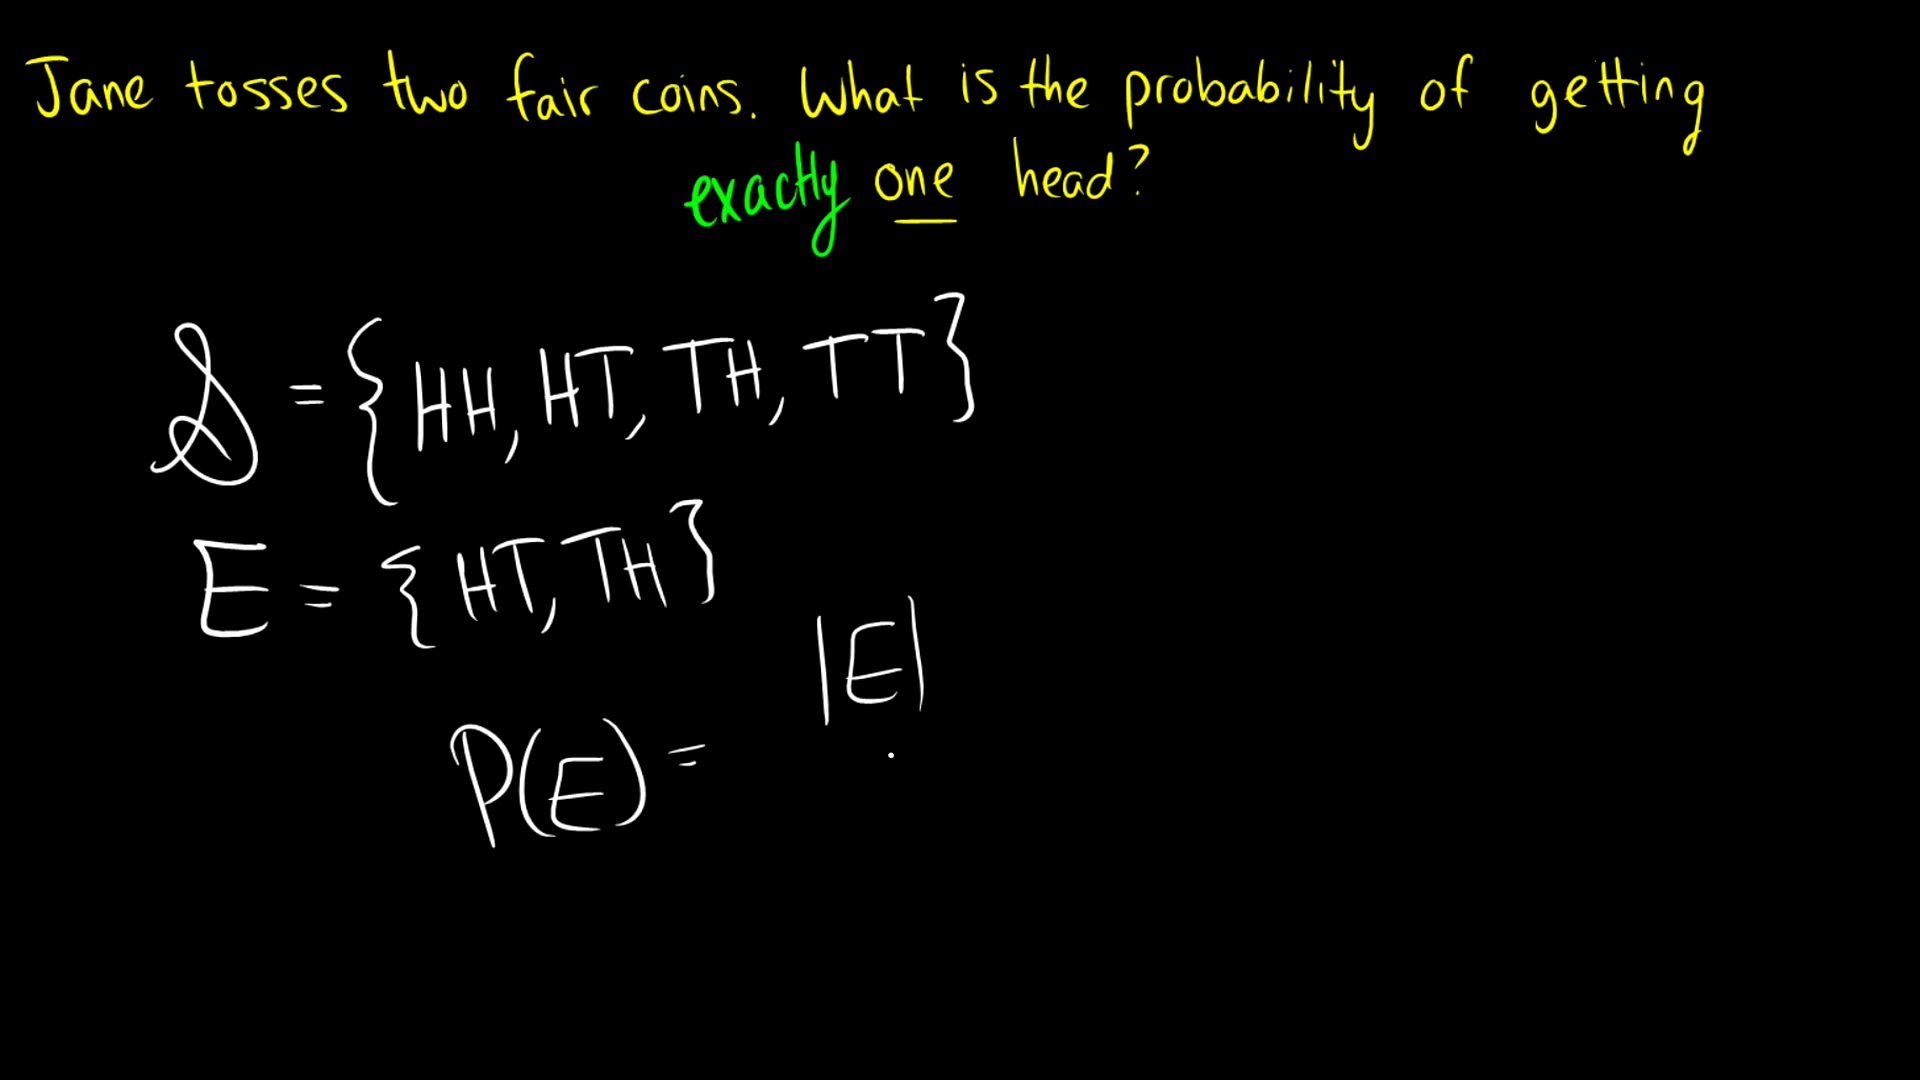 Jane tosses two fair coins. What is the probability of getting
exactly one head?
S = {HH, HT, TH, TT}
E = {HT, TH}
|E|
P(E) =